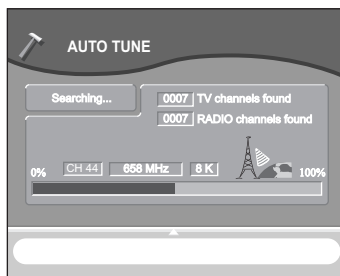 AUTO TUNE
Searching...
0007 TV channels found
0007 RADIO channels found
0% CH 44 658 MHz 8 K 100%